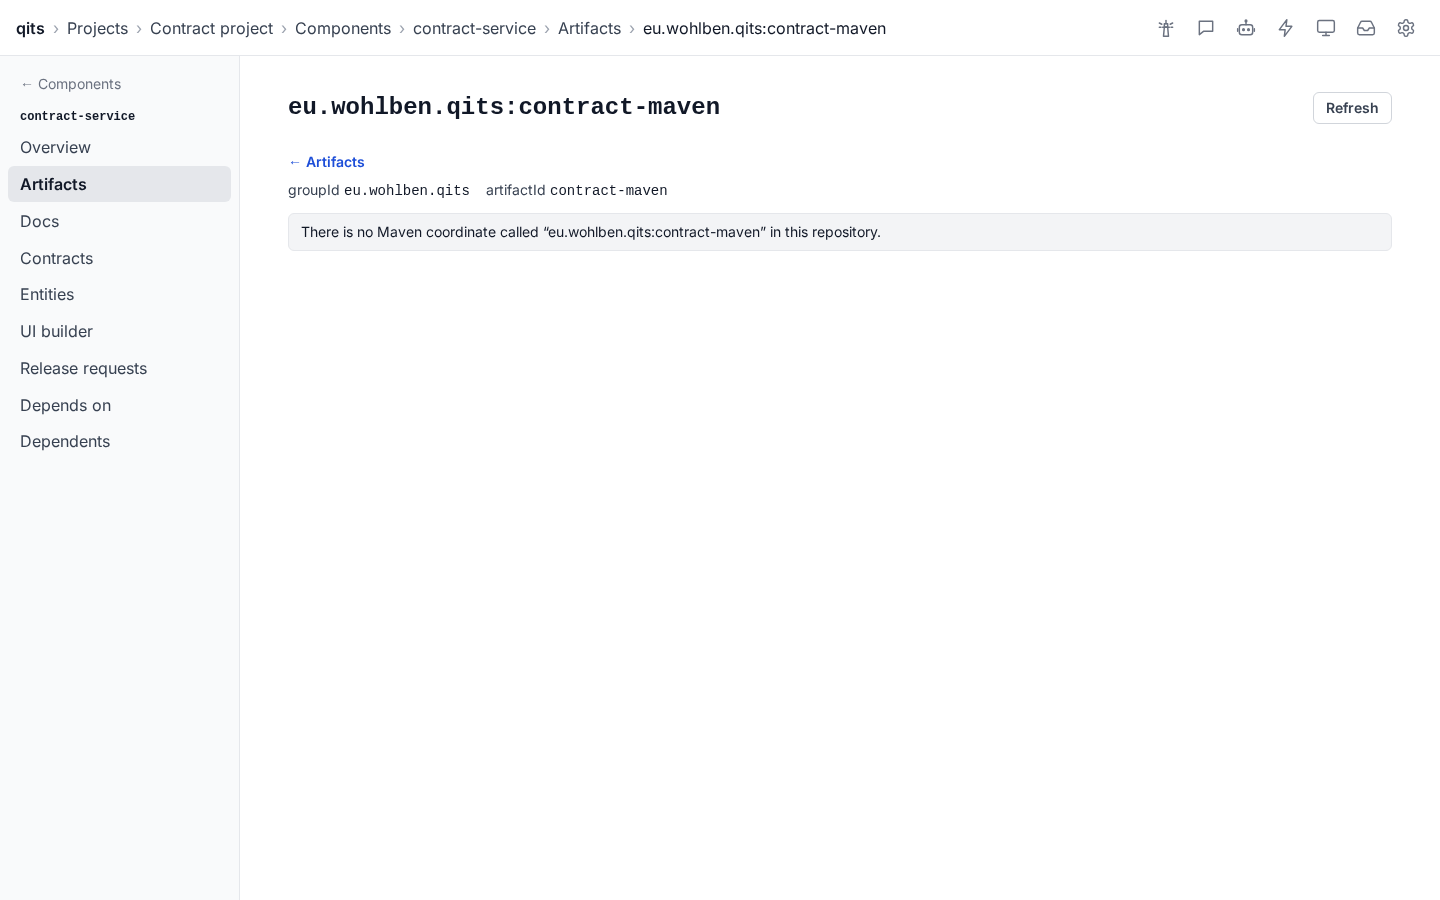 qits › Projects › Contract project › Components › contract-service › Artifacts › eu.wohlben.qits:contract-maven
← Components
contract-service
Overview
Artifacts
Docs
Contracts
Entities
UI builder
Release requests
Depends on
Dependents
eu.wohlben.qits:contract-maven
Refresh
← Artifacts
groupId eu.wohlben.qits artifactId contract-maven
There is no Maven coordinate called “eu.wohlben.qits:contract-maven” in this repository.